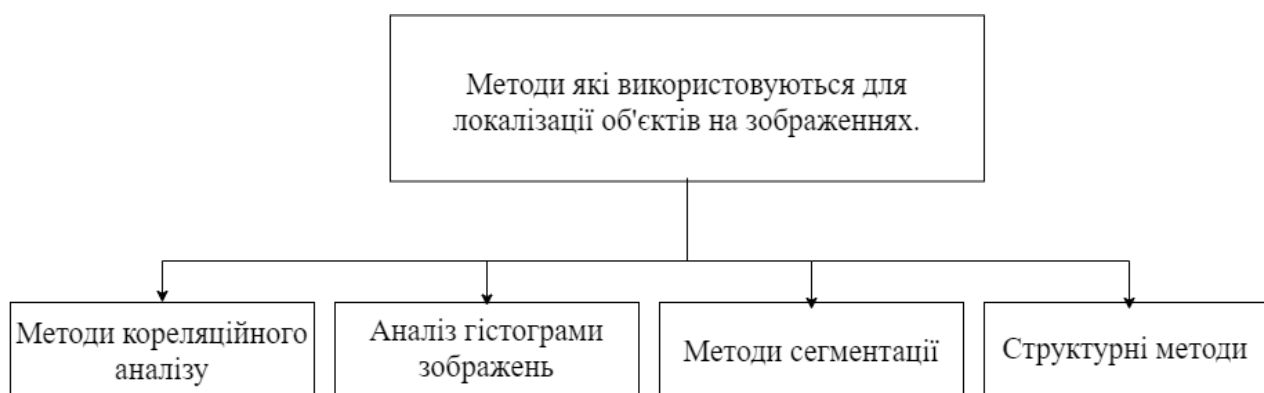 Методи які використовуються для
локалізації об'єктів на зображеннях.
Методи кореляційного
аналізу
Аналіз гістограми
зображень
Методи сегментації
Структурні методи